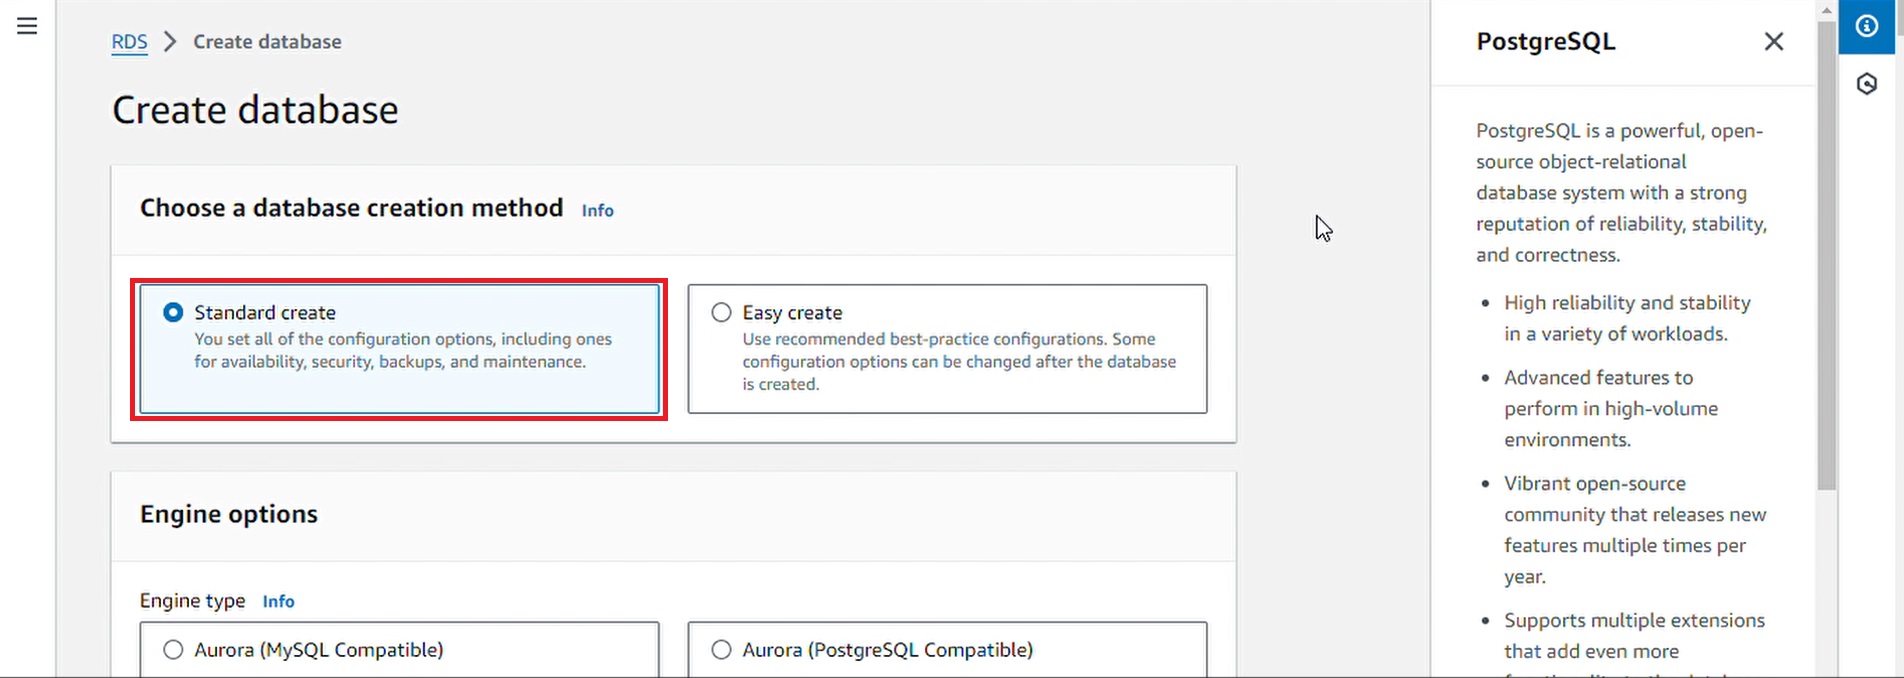 RDS > Create database
Create database
Choose a database creation method Info
Standard create
You set all of the configuration options, including ones
for availability, security, backups, and maintenance.
Easy create
Use recommended best-practice configurations. Some
configuration options can be changed after the database
is created.
Engine options
Engine type Info
Aurora (MySQL Compatible)
Aurora (PostgreSQL Compatible)
PostgreSQL
PostgreSQL is a powerful, open-
source object-relational
database system with a strong
reputation of reliability, stability,
and correctness.
• High reliability and stability
in a variety of workloads.
• Advanced features to
perform in high-volume
environments.
• Vibrant open-source
community that releases new
features multiple times per
year.
• Supports multiple extensions
that add even more